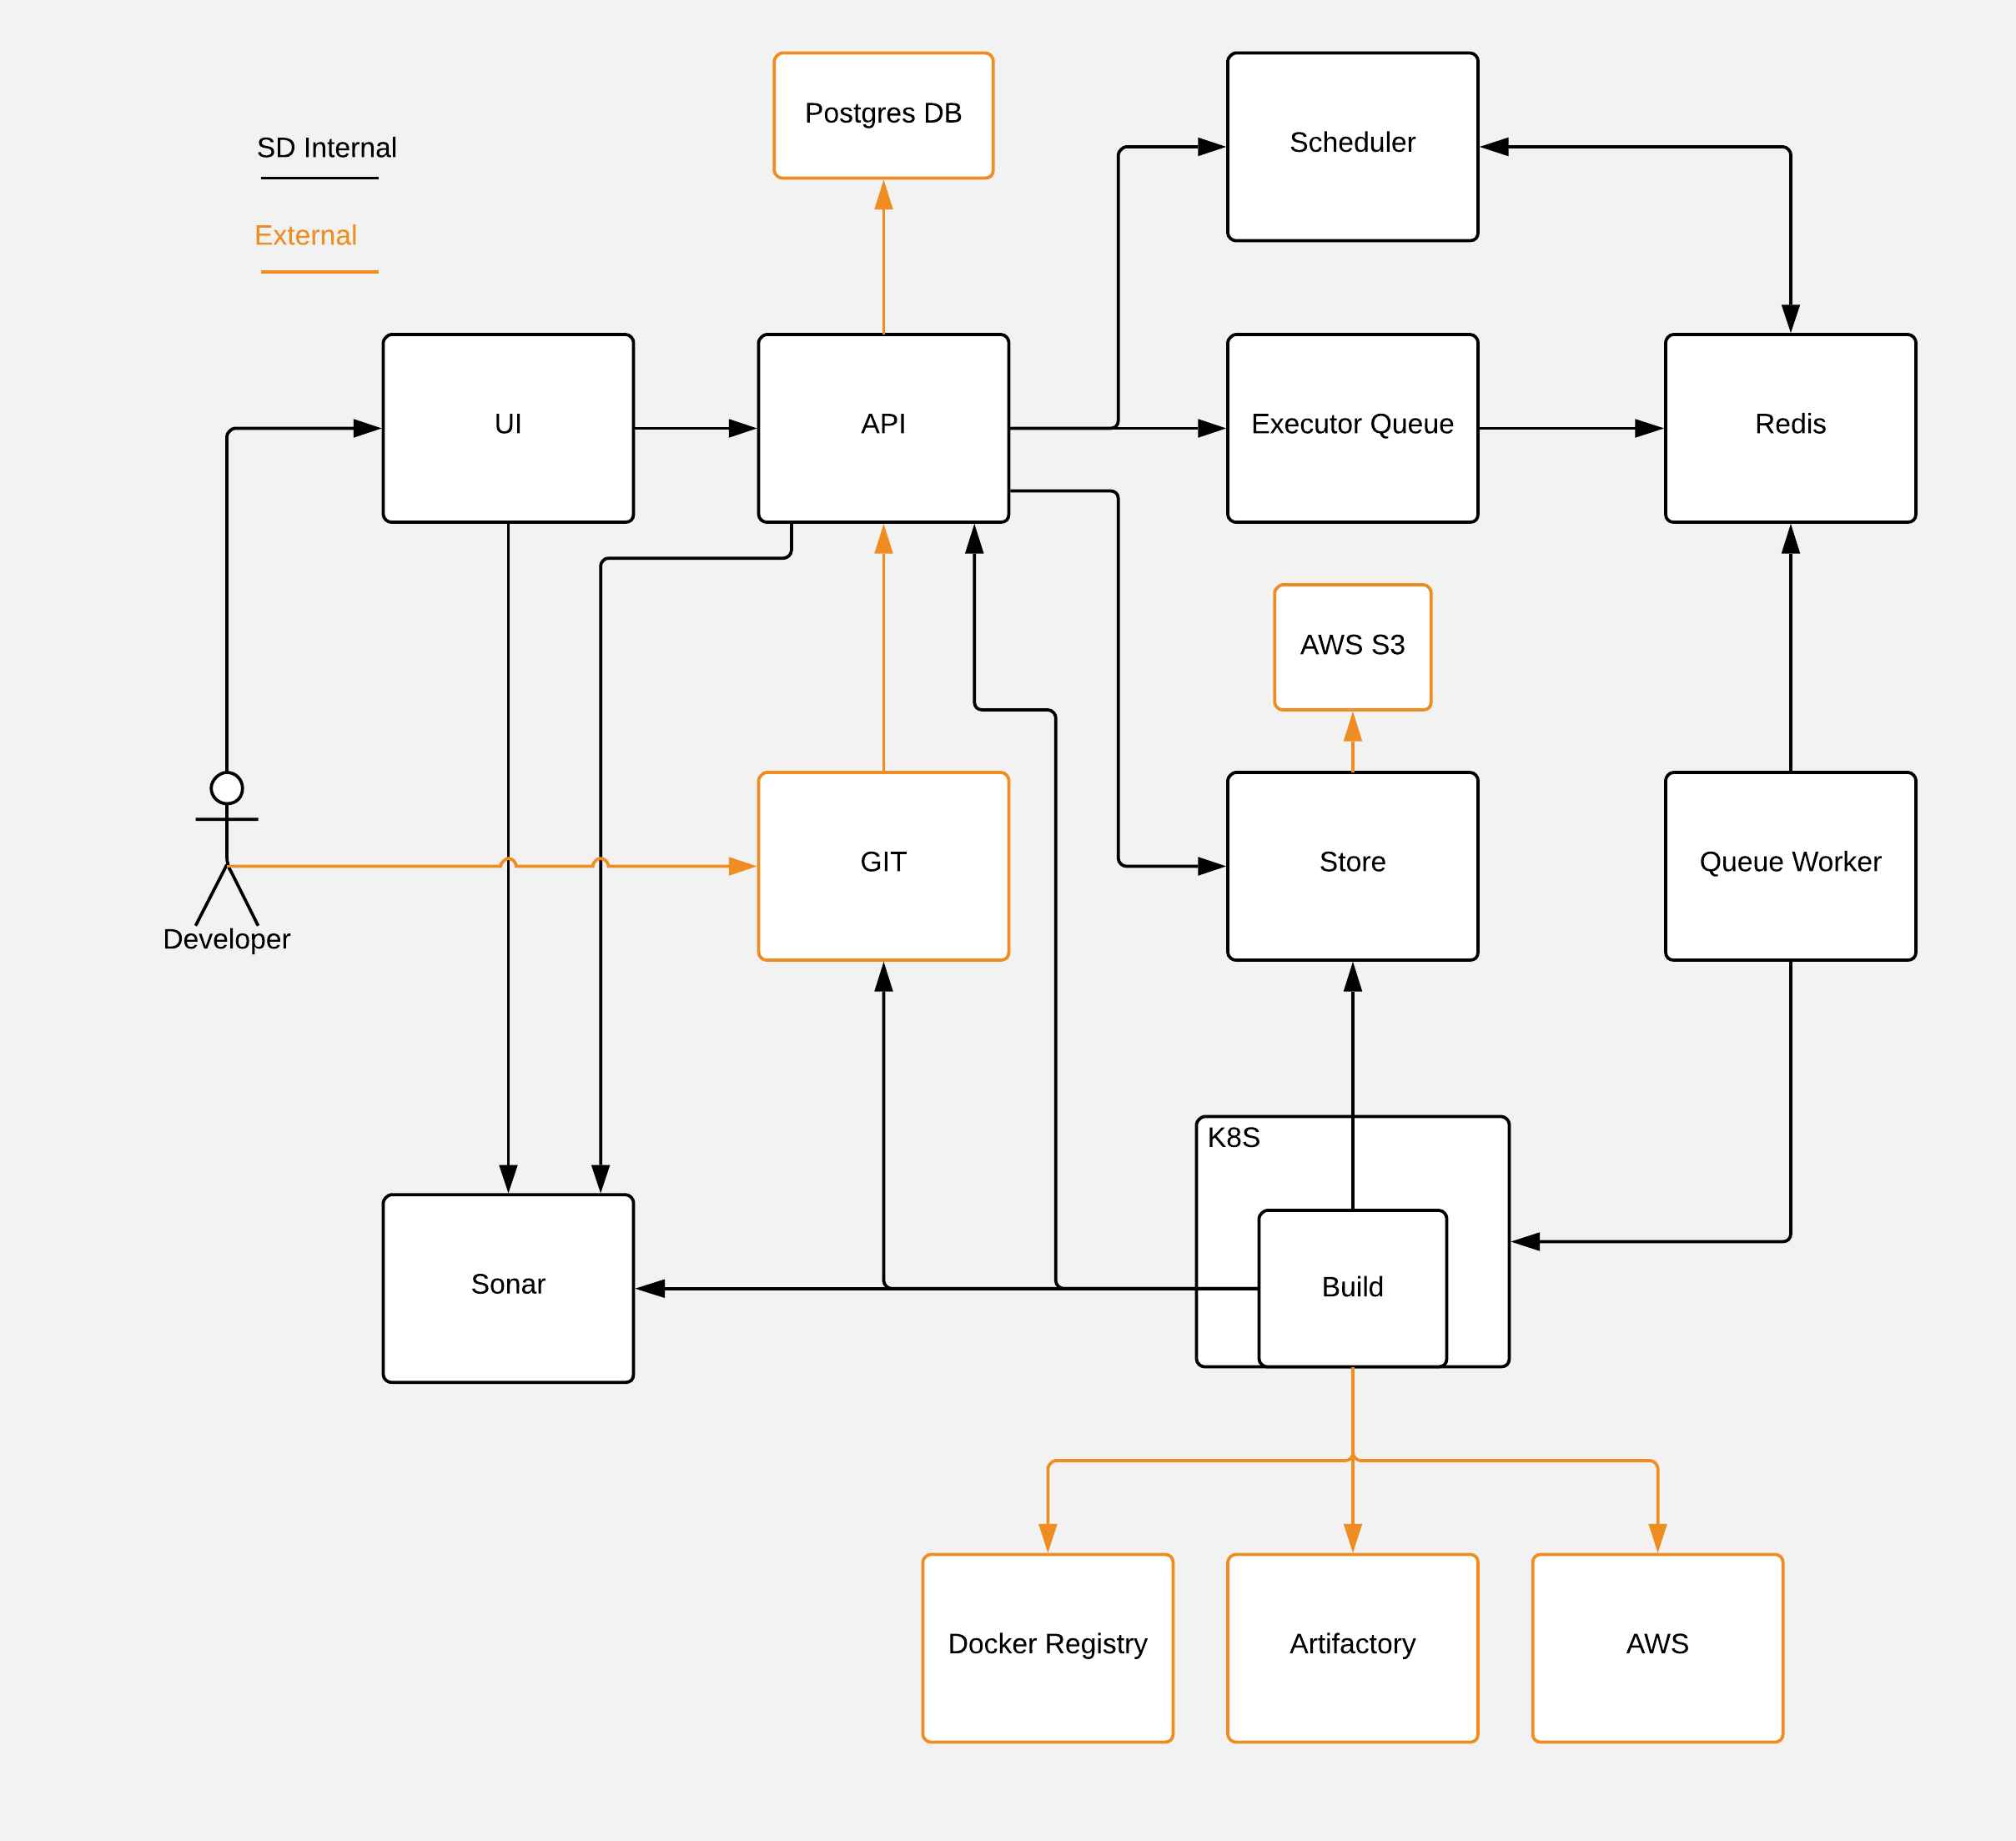 Postgres DB
Scheduler
SD Internal
External
UI
API
Executor Queue
Redis
AWS S3
GIT
Store
Queue Worker
Developer
K8S
Sonar
Build
Docker Registry
Artifactory
AWS